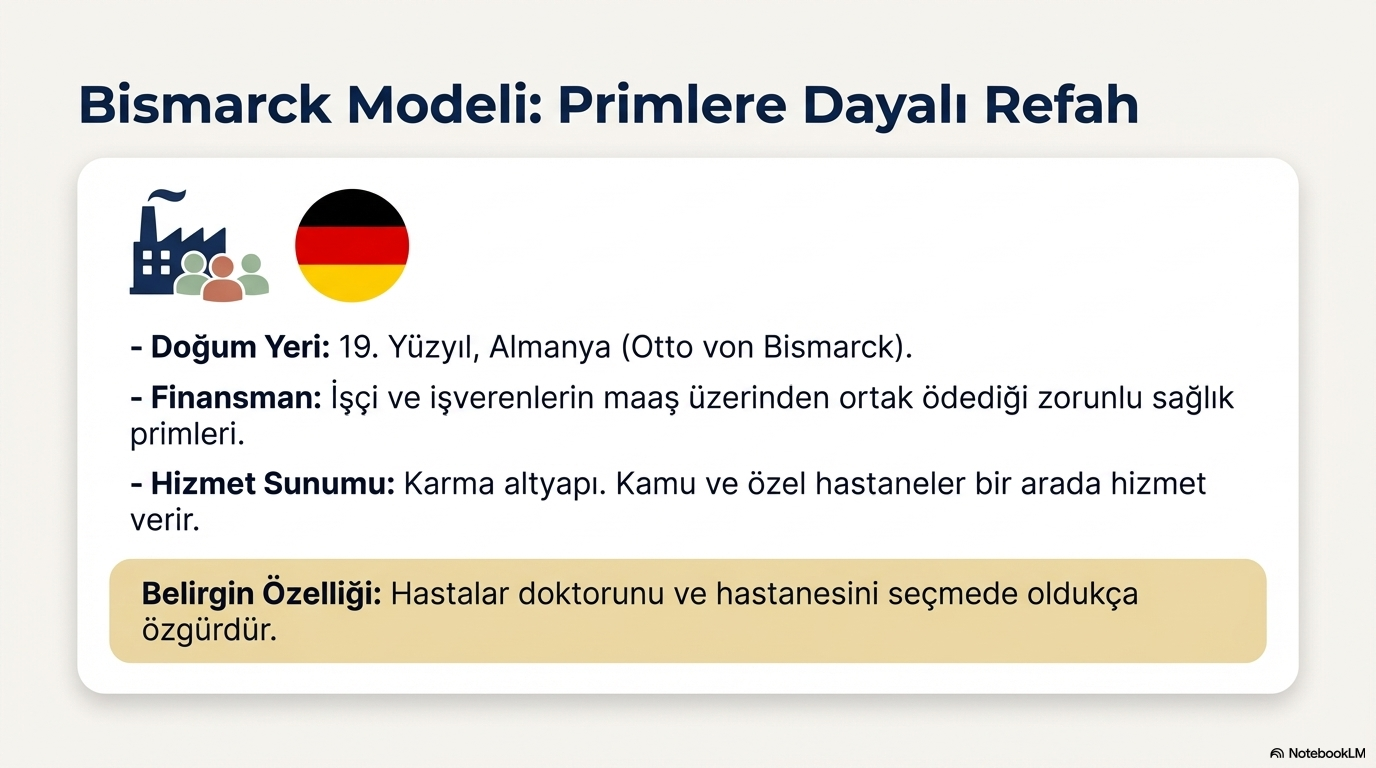 Bismarck Modeli: Primlere Dayalı Refah
- Doğum Yeri: 19. Yüzyıl, Almanya (Otto von Bismarck).
- Finansman: İşçi ve işverenlerin maaş üzerinden ortak ödediği zorunlu sağlık
primleri.
- Hizmet Sunumu: Karma altyapı. Kamu ve özel hastaneler bir arada hizmet
verir.
Belirgin Özelliği: Hastalar doktorunu ve hastanesini seçmede oldukça
özgürdür.
NotebookLM